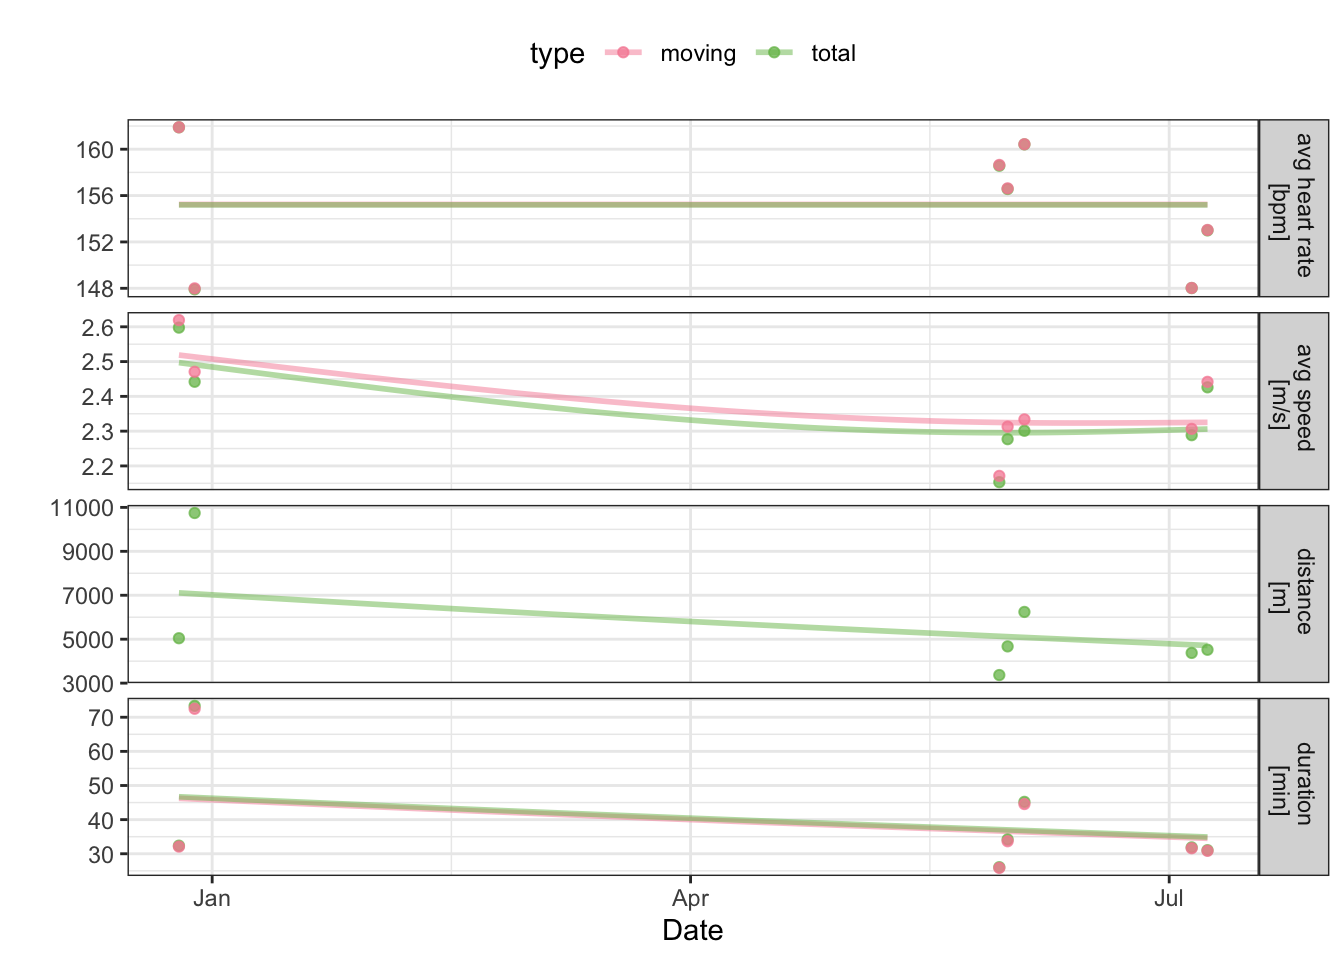 type moving total
160
156
152
148
avg heart rate
[bpm]
2.6
2.5
2.4
2.3
2.2
avg speed
[m/s]
11000
9000
7000
5000
3000
distance
[m]
70
60
50
40
30
duration
[min]
Jan Apr Jul
Date